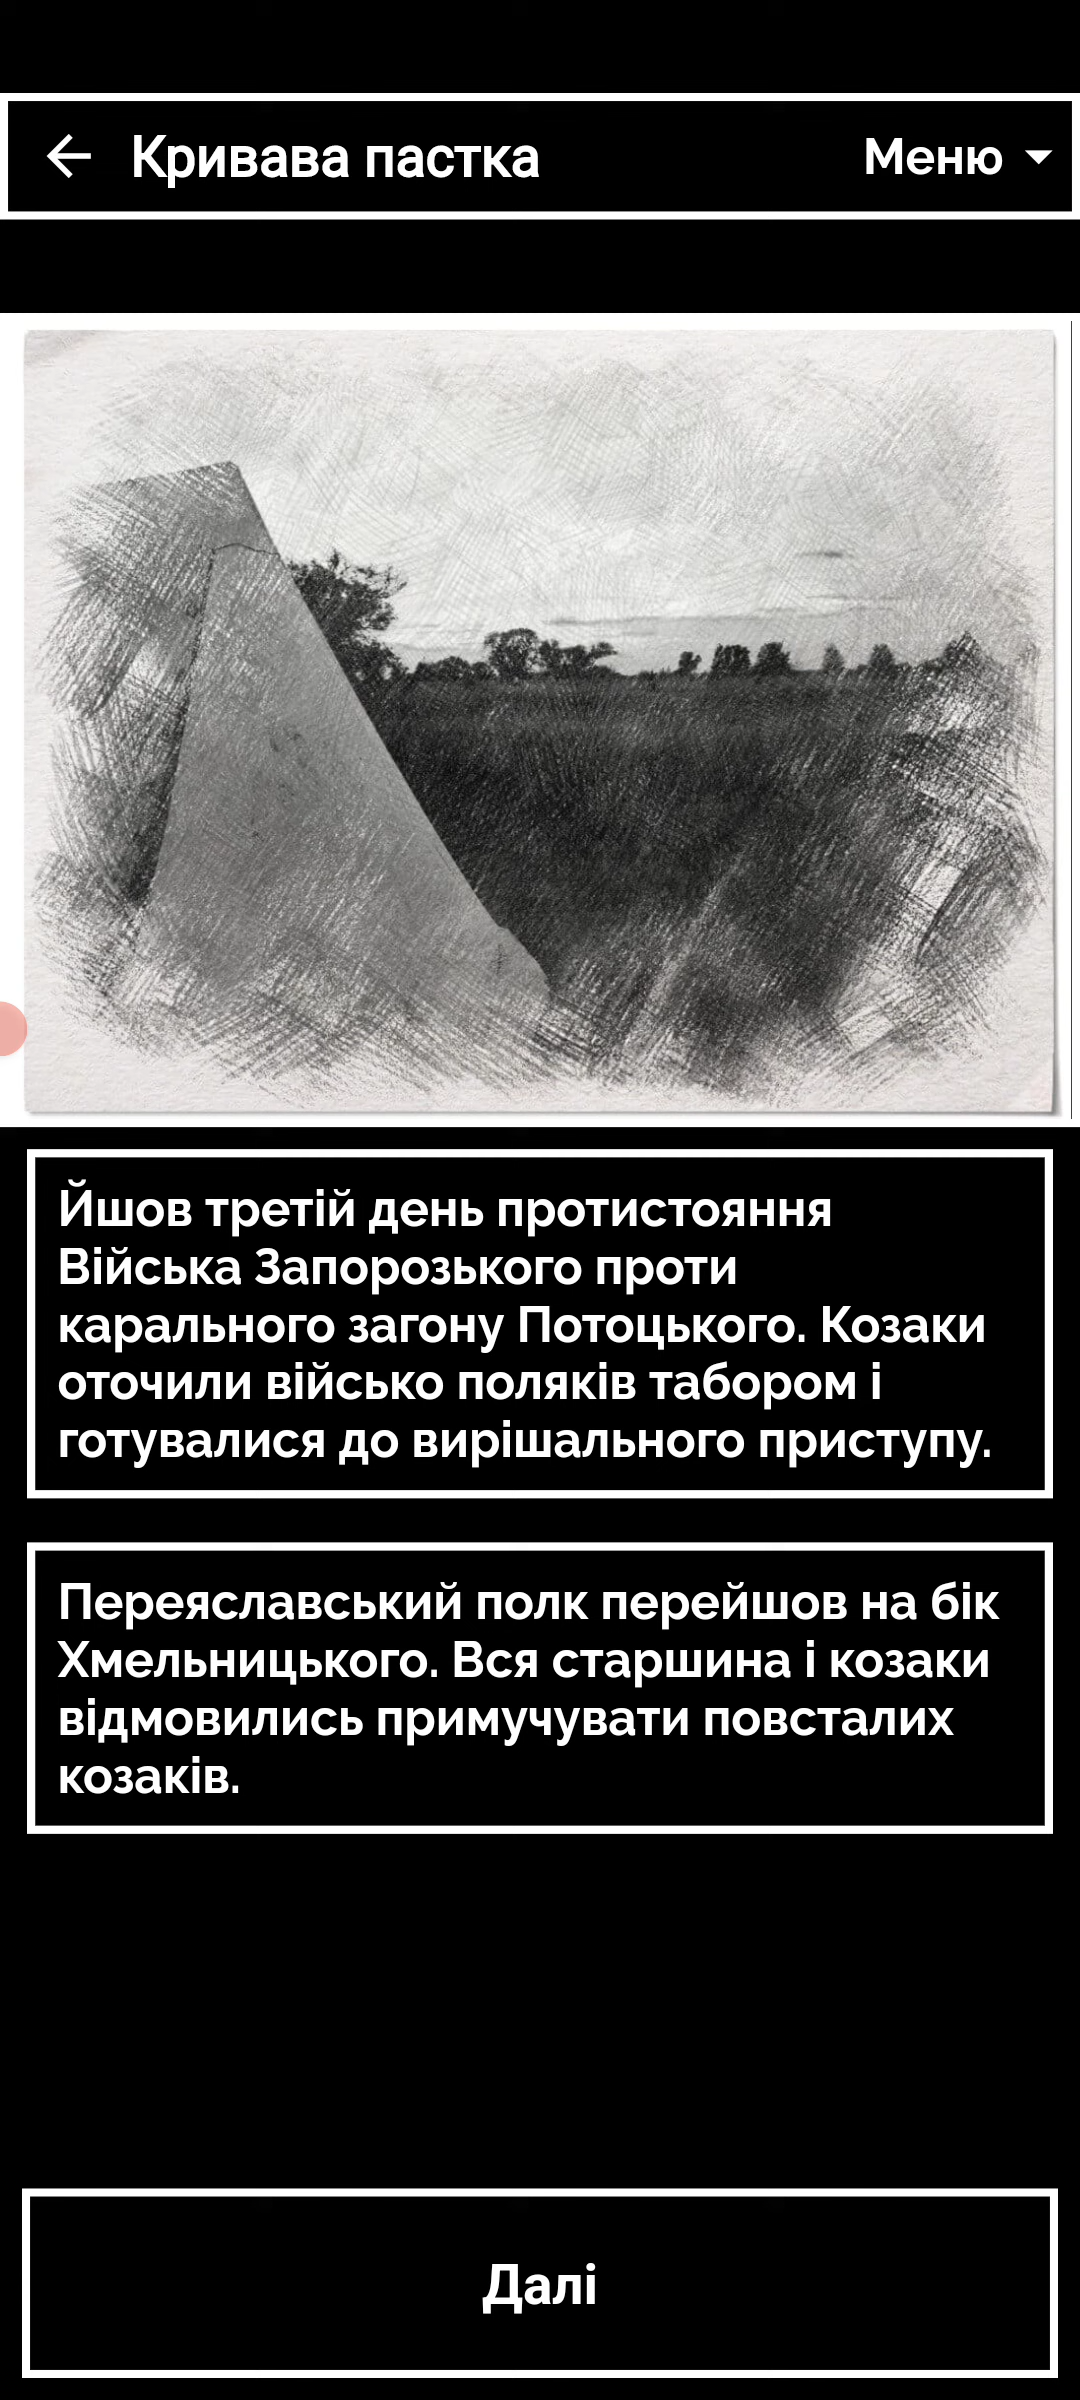 Кривава пастка
Меню
Йшов третій день протистояння
Війська Запорозького проти
карального загону Потоцького. Козаки
оточили військо поляків табором і
готувалися до вирішального приступу.
Переяславський полк перейшов на бік
Хмельницького. Вся старшина і козаки
відмовились примучувати повсталих
козаків.
Далі